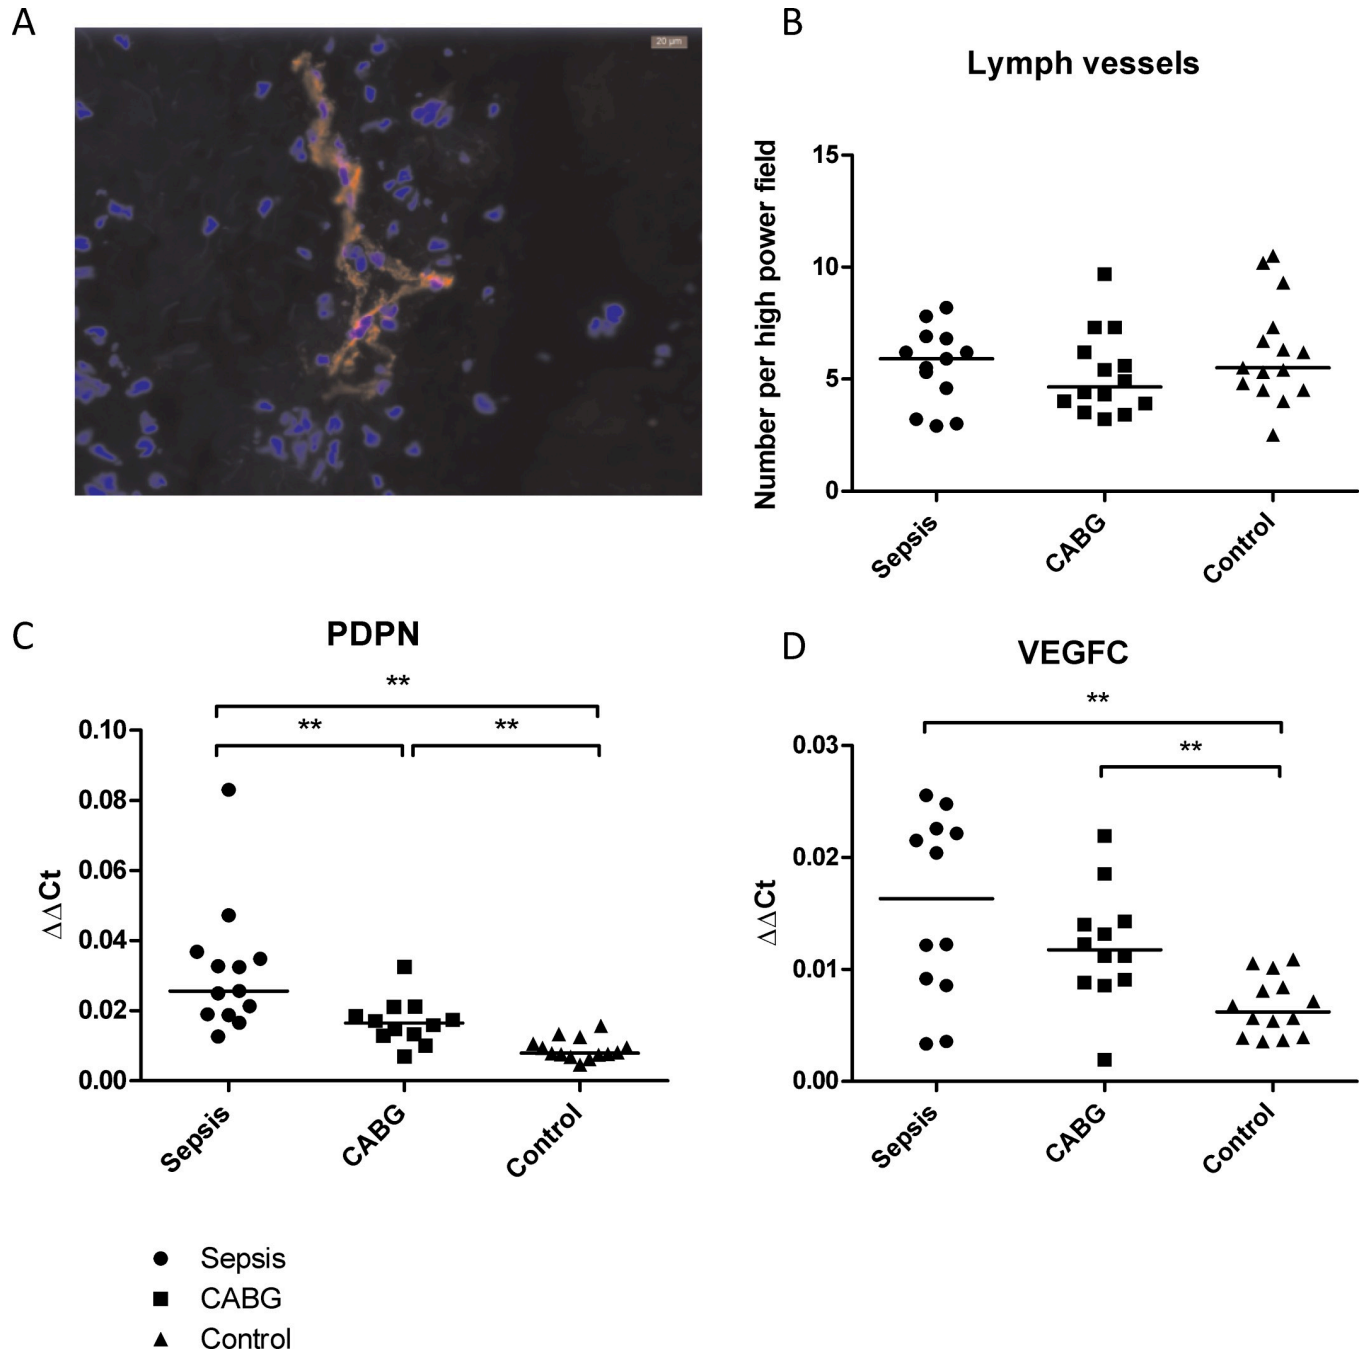 A
20 µm
B
Lymph vessels
Number per high power field
15
10
5
0
Sepsis
CABG
Control
C
PDPN
**
**
**
ΔΔCt
0.10
0.08
0.06
0.04
0.02
0.00
Sepsis
CABG
Control
D
VEGFC
**
**
ΔΔCt
0.03
0.02
0.01
0.00
Sepsis
CABG
Control
Sepsis
CABG
Control